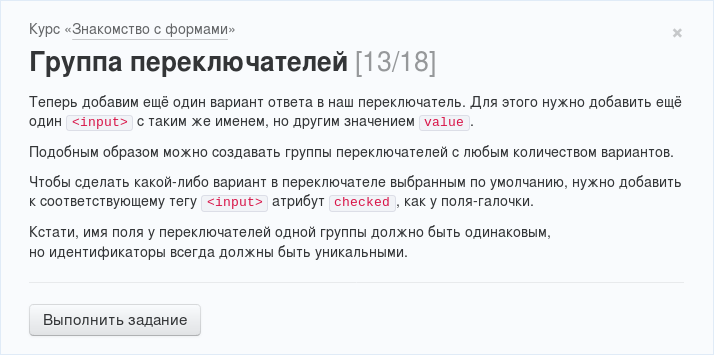 Курс «Знакомство с формами»
×
Группа переключателей [13/18]
Теперь добавим ещё один вариант ответа в наш переключатель. Для этого нужно добавить ещё
один <input> с таким же именем, но другим значением value.
Подобным образом можно создавать группы переключателей с любым количеством вариантов.
Чтобы сделать какой-либо вариант в переключателе выбранным по умолчанию, нужно добавить
к соответствующему тегу <input> атрибут checked, как у поля-галочки.
Кстати, имя поля у переключателей одной группы должно быть одинаковым,
но идентификаторы всегда должны быть уникальными.
Выполнить задание